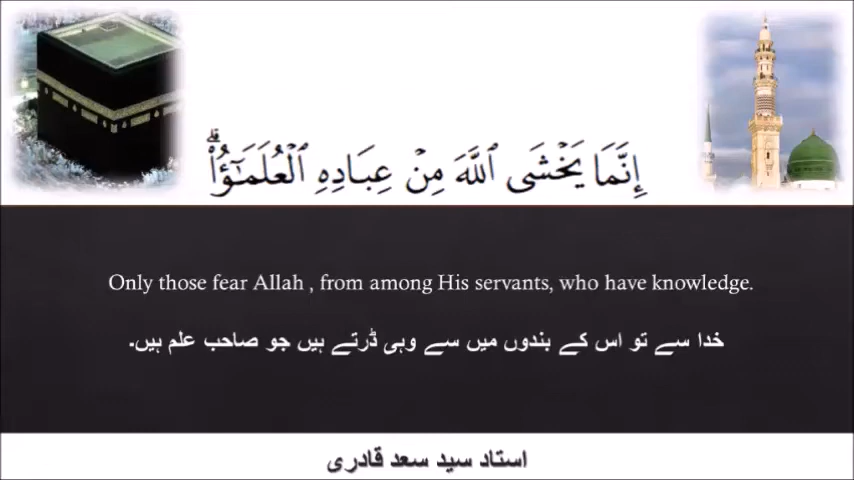 إِنَّمَا يَخْشَى ٱللَّهَ مِنْ عِبَادِهِ ٱلْعُلَمَـٰٓؤُا۟ ۗ
Only those fear Allah , from among His servants, who have knowledge.
خدا سے تو اس کے بندوں میں سے وہی ڈرتے ہیں جو صاحب علم ہیں۔
استاد سید سعد قادری